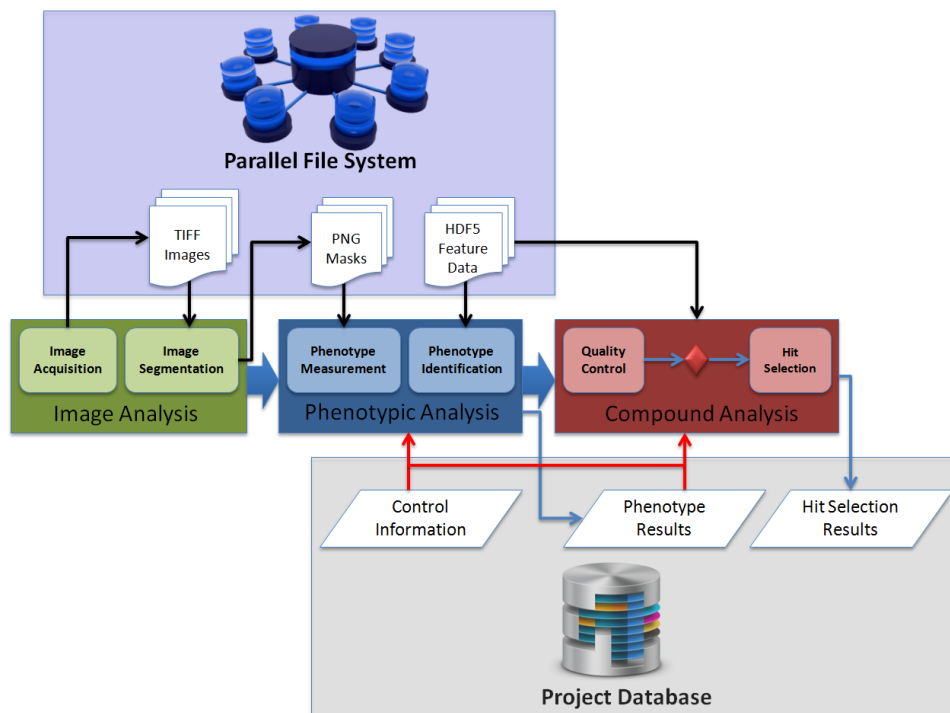 Parallel File System
TIFF
Images
PNG
Masks
HDF5
Feature
Data
Image
Acquisition
Image
Segmentation
Image Analysis
Phenotype
Measurement
Phenotype
Identification
Phenotypic Analysis
Quality
Control
Hit
Selection
Compound Analysis
Control
Information
Phenotype
Results
Hit Selection
Results
Project Database